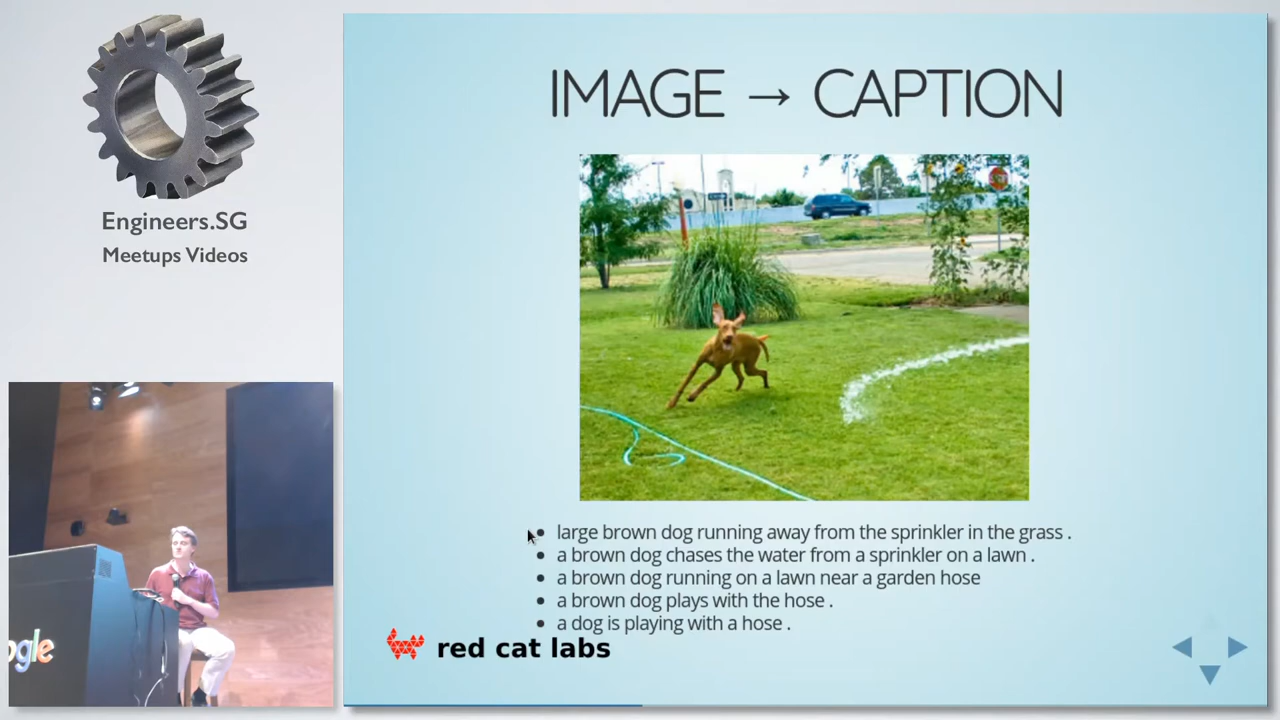 Engineers.SG
Meetups Videos
IMAGE → CAPTION
large brown dog running away from the sprinkler in the grass .
a brown dog chases the water from a sprinkler on a lawn .
a brown dog running on a lawn near a garden hose
a brown dog plays with the hose .
a dog is playing with a hose .
red cat labs
ogle